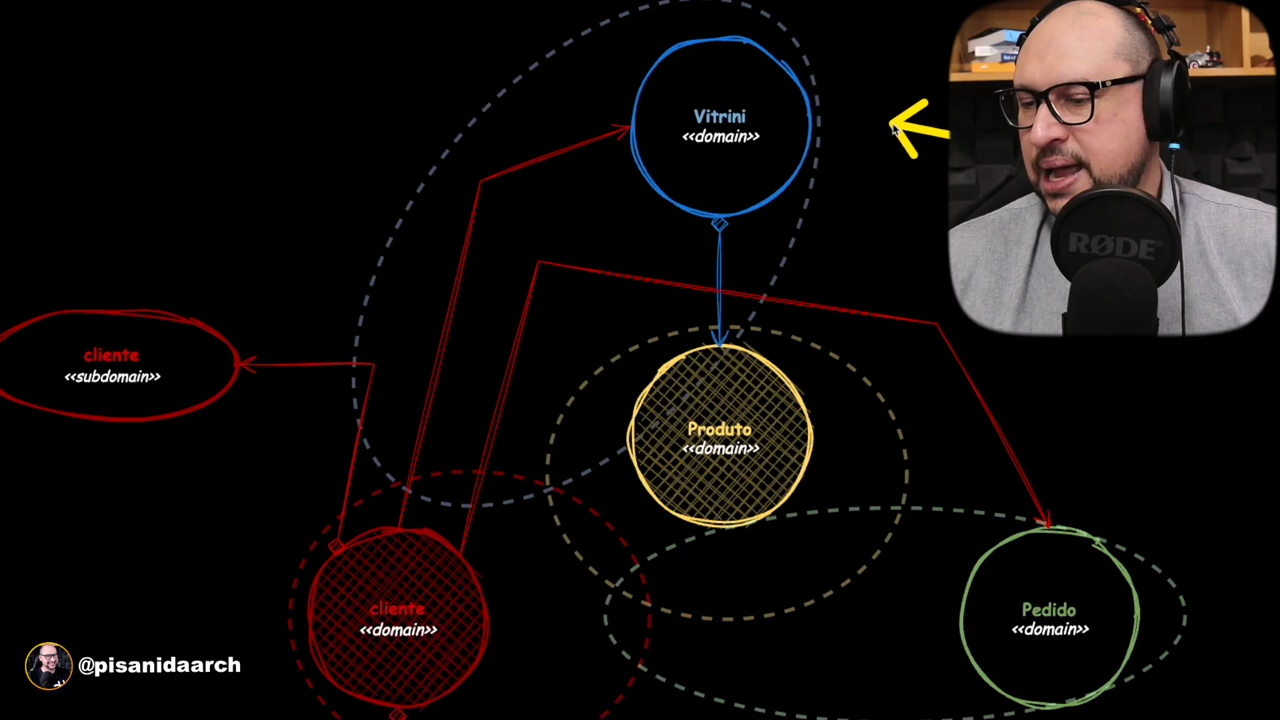 Vitrini
<<domain>>
RØDE
cliente
<<subdomain>>
Produto
<<domain>>
cliente
<<domain>>
Pedido
<<domain>>
@pisanidaarch